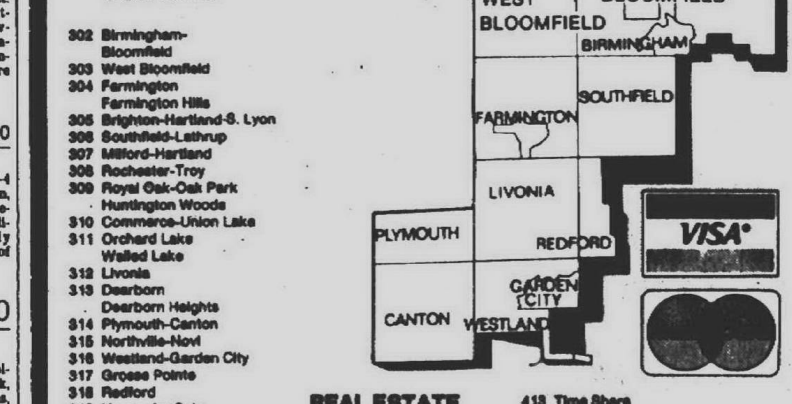 302 Birmingham-
Bloomfield
303 West Bloomfield
304 Farmington
Farmington Hills
305 Brighton-Hartland-S. Lyon
306 Southfield-Lathrup
307 Milford-Hartland
308 Rochester-Troy
309 Royal Oak-Oak Park
Huntington Woods
310 Commerce-Union Lake
311 Orchard Lake
Walled Lake
312 Livonia
313 Dearborn
Dearborn Heights
314 Plymouth-Canton
315 Northville-Novi
316 Westland-Garden City
317 Grosse Pointe
318 Redford
WEST
BLOOMFIELD
BLOOMFIELD
BIRMINGHAM
FARMINGTON
SOUTHFIELD
LIVONIA
PLYMOUTH
REDFORD
GARDEN
CITY
CANTON
WESTLAND
VISA®
REAL ESTATE
413 Time Share